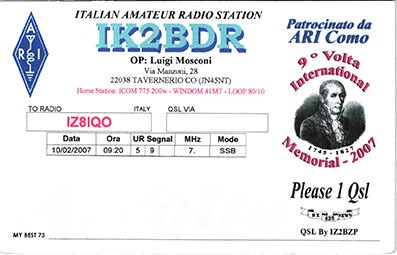 ITALIAN AMATEUR RADIO STATION
IK2BDR
OP: Luigi Mosconi
Via Manzoni, 28
22038 TAVERNERIO CO (JN45NT)
Home Station: ICOM 775 200w - WINDOM 41MT - LOOP 80/10
Patrocinato da
ARI Como
9° Volta
International
1745 - 1827
Memorial - 2007
TO RADIO ITALY QSL VIA
IZ8IQO
Data Ora UR Segnal MHz Mode
10/02/2007 09:20 5 9 7. SSB
Please 1 Qsl
MY BEST 73
QSL By IZ2BZP